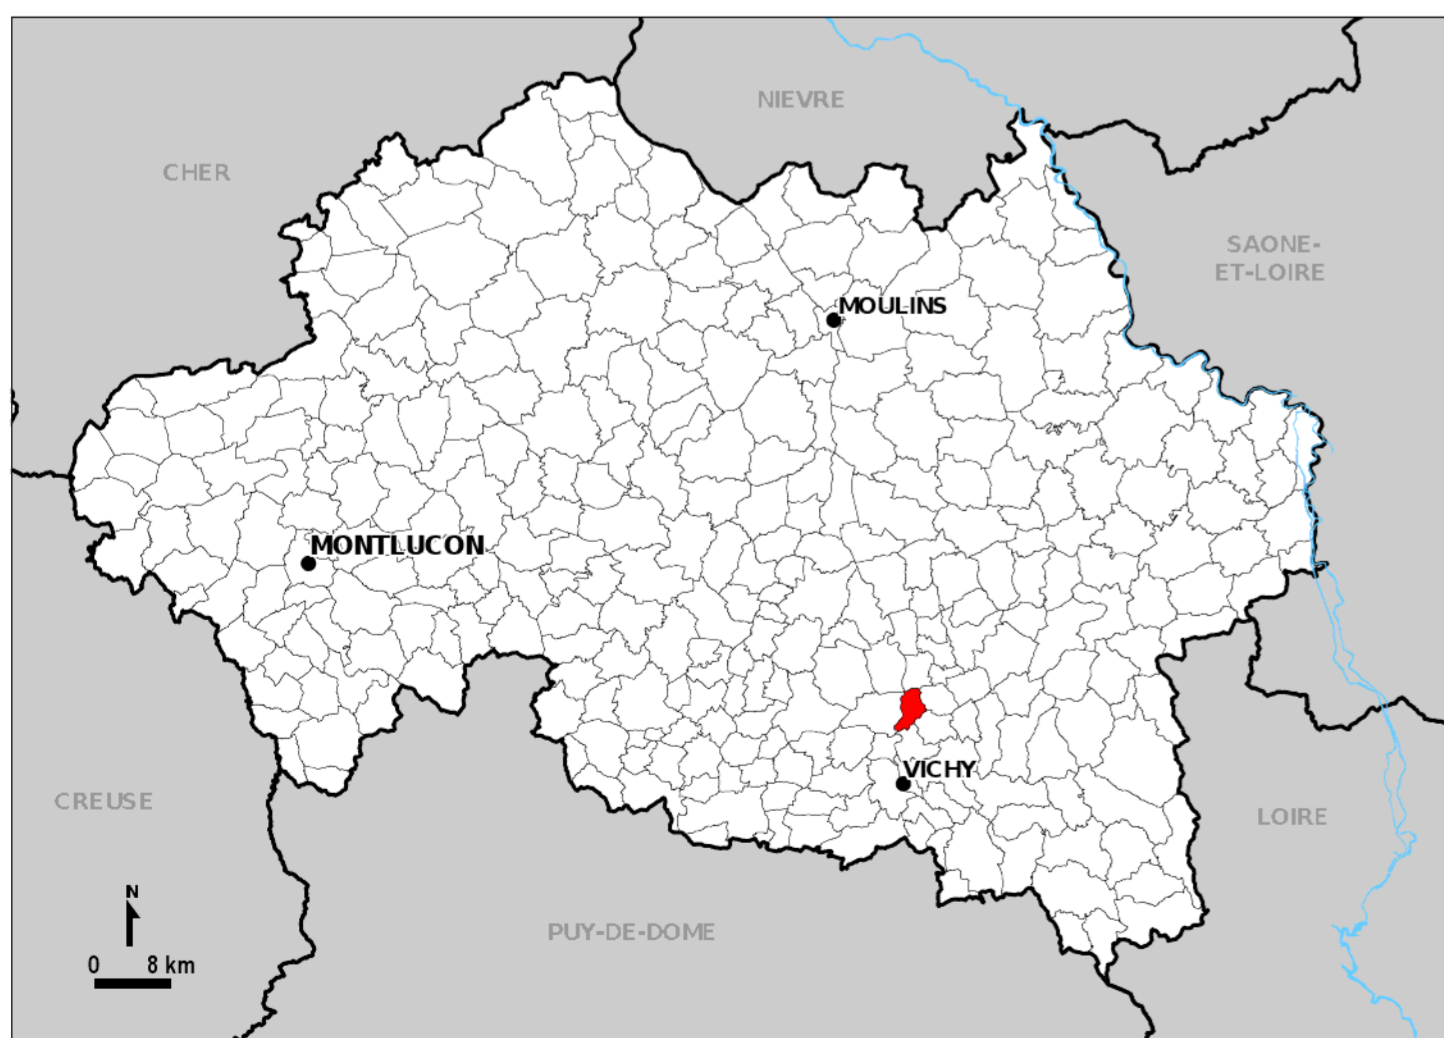 NIEVRE
CHER
SAONE-
ET-LOIRE
MOULINS
MONTLUCON
VICHY
CREUSE
LOIRE
N
PUY-DE-DOME
0 8 km